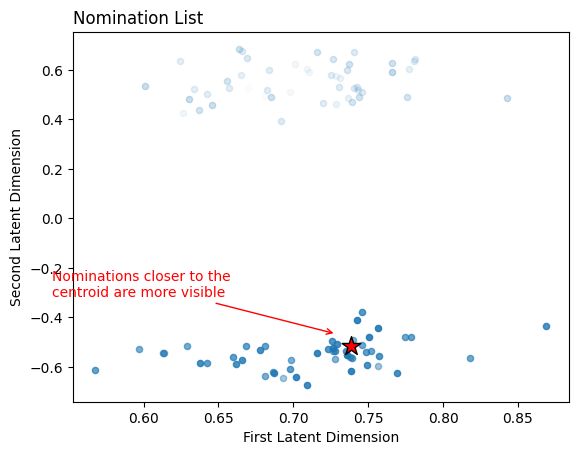 Nomination List
0.6
0.4
0.2
0.0
−0.2
−0.4
−0.6
Second Latent Dimension
Nominations closer to the
centroid are more visible
0.60 0.65 0.70 0.75 0.80 0.85
First Latent Dimension